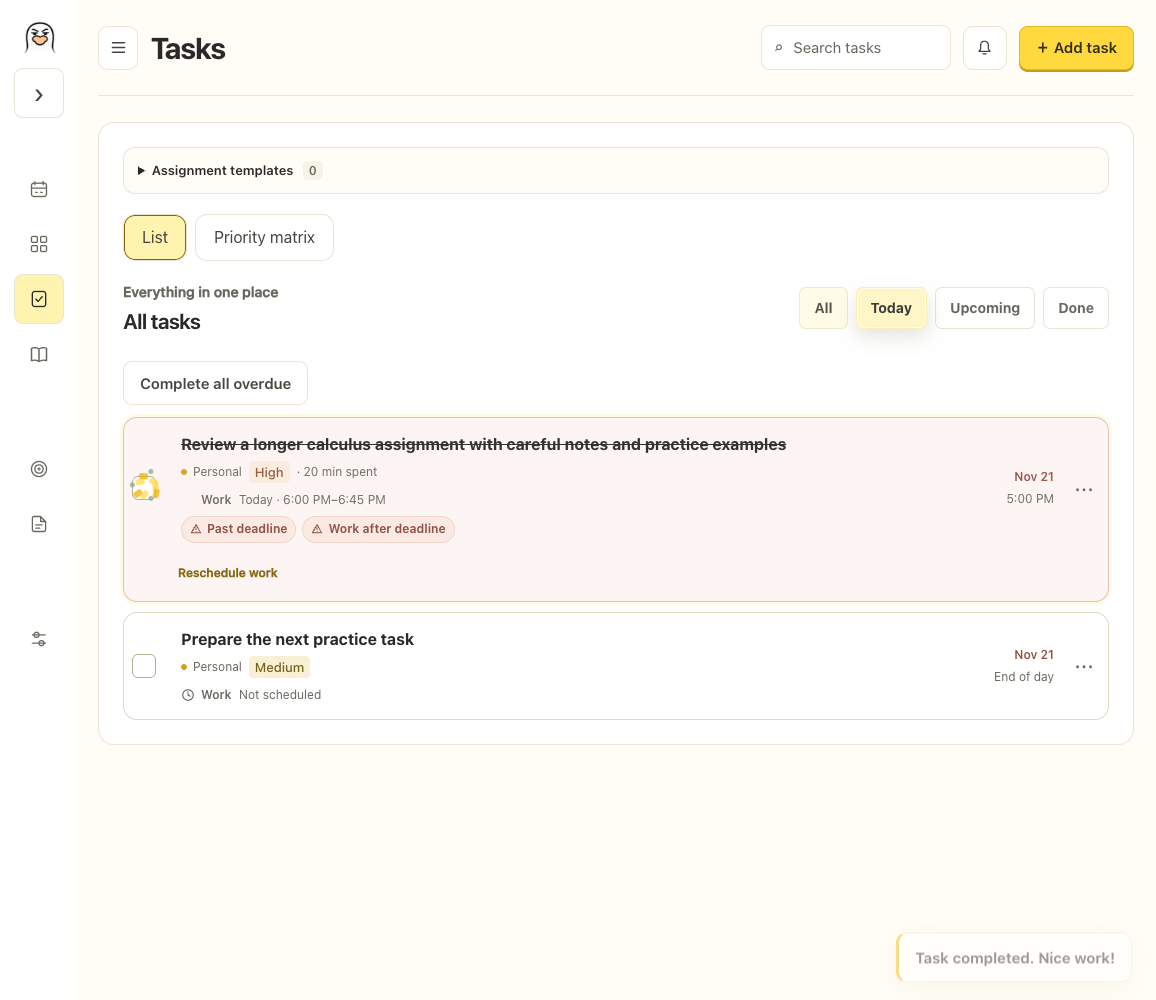 Tasks
Search tasks
+ Add task
Assignment templates 0
List
Priority matrix
Everything in one place
All tasks
All
Today
Upcoming
Done
Complete all overdue
Review a longer calculus assignment with careful notes and practice examples
Personal High · 20 min spent
Work Today · 6:00 PM–6:45 PM
Past deadline
Work after deadline
Reschedule work
Nov 21
5:00 PM
Prepare the next practice task
Personal Medium
Work Not scheduled
Nov 21
End of day
Task completed. Nice work!